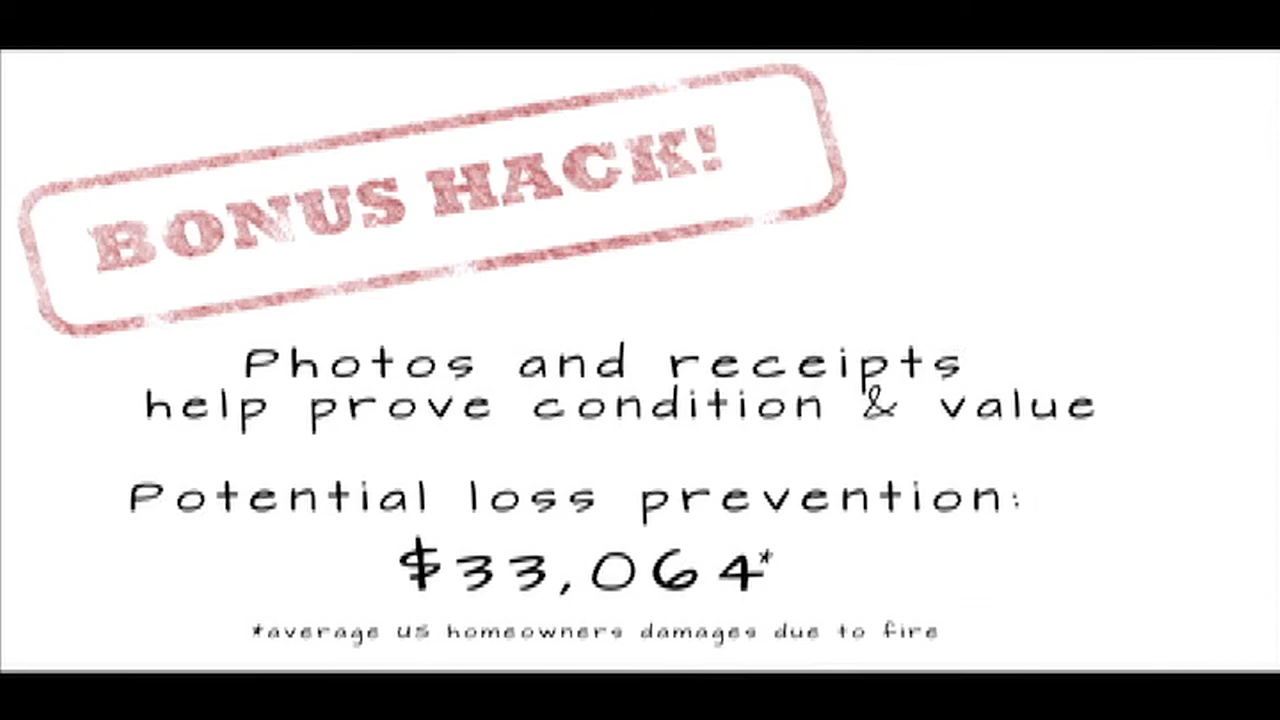 BONUS HACK!
Photos and receipts
help prove condition & value
Potential loss prevention:
$33,064*
*average US homeowners damages due to fire